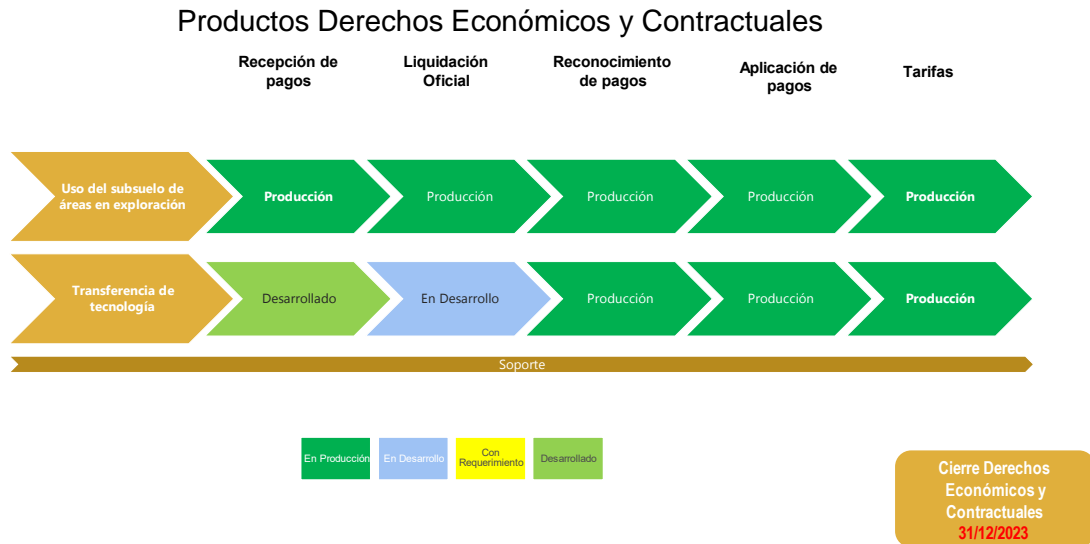 Productos Derechos Económicos y Contractuales
Recepción de
pagos
Liquidación
Oficial
Reconocimiento
de pagos
Aplicación de
pagos
Tarifas
Uso del subsuelo de
áreas en exploración
Producción
Producción
Producción
Producción
Producción
Transferencia de
tecnología
Desarrollado
En Desarrollo
Producción
Producción
Producción
Soporte
En Producción
En Desarrollo
Con
Requerimiento
Desarrollado
Cierre Derechos
Económicos y
Contractuales
31/12/2023